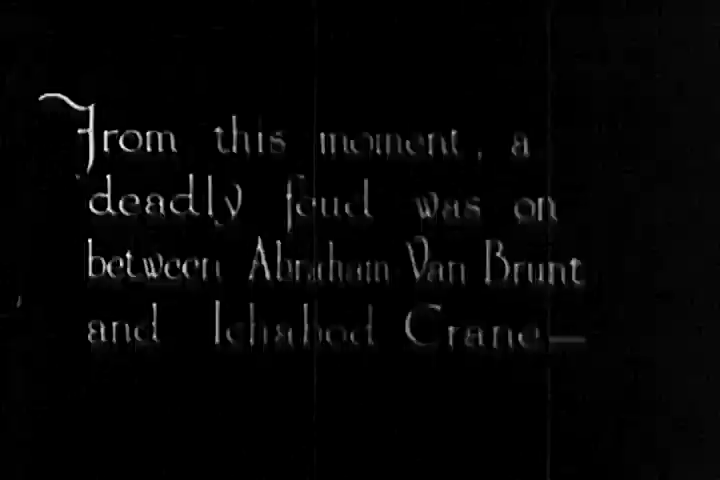 From this moment, a
deadly feud was on
between Abraham Van Brunt
and Ichabod Crane—